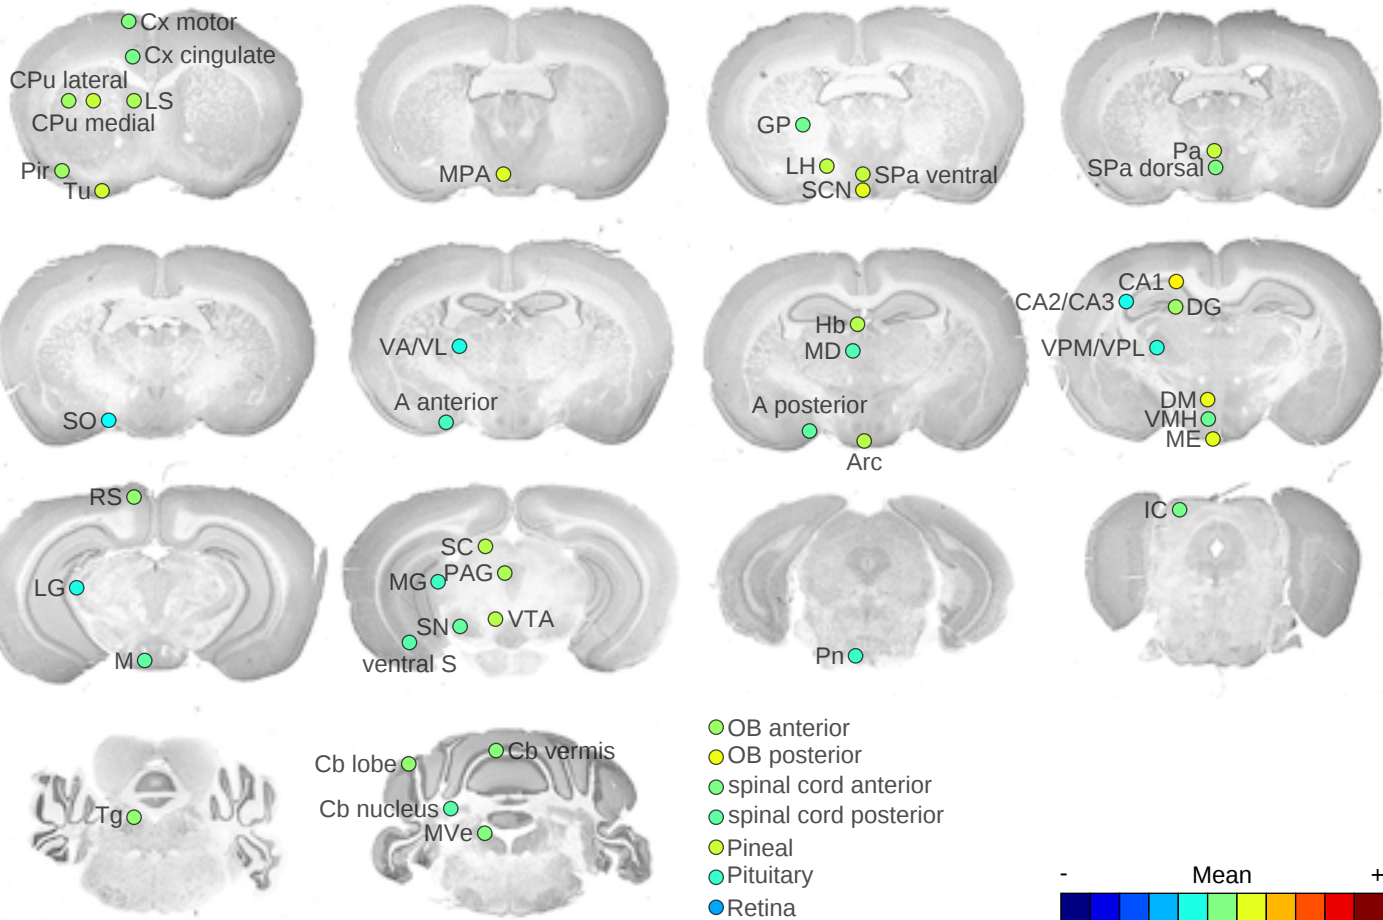 Cx motor
Cx cingulate
CPu lateral
LS
CPu medial
Pir
Tu
MPA
GP
LH
SPa ventral
SCN
Pa
SPa dorsal
SO
VA/VL
A anterior
Hb
MD
A posterior
Arc
CA1
CA2/CA3
DG
VPM/VPL
DM
VMH
ME
RS
LG
M
SC
MG
PAG
SN
VTA
ventral S
Pn
IC
Tg
Cb lobe
Cb vermis
Cb nucleus
MVe
OB anterior
OB posterior
spinal cord anterior
spinal cord posterior
Pineal
Pituitary
Retina
- Mean +